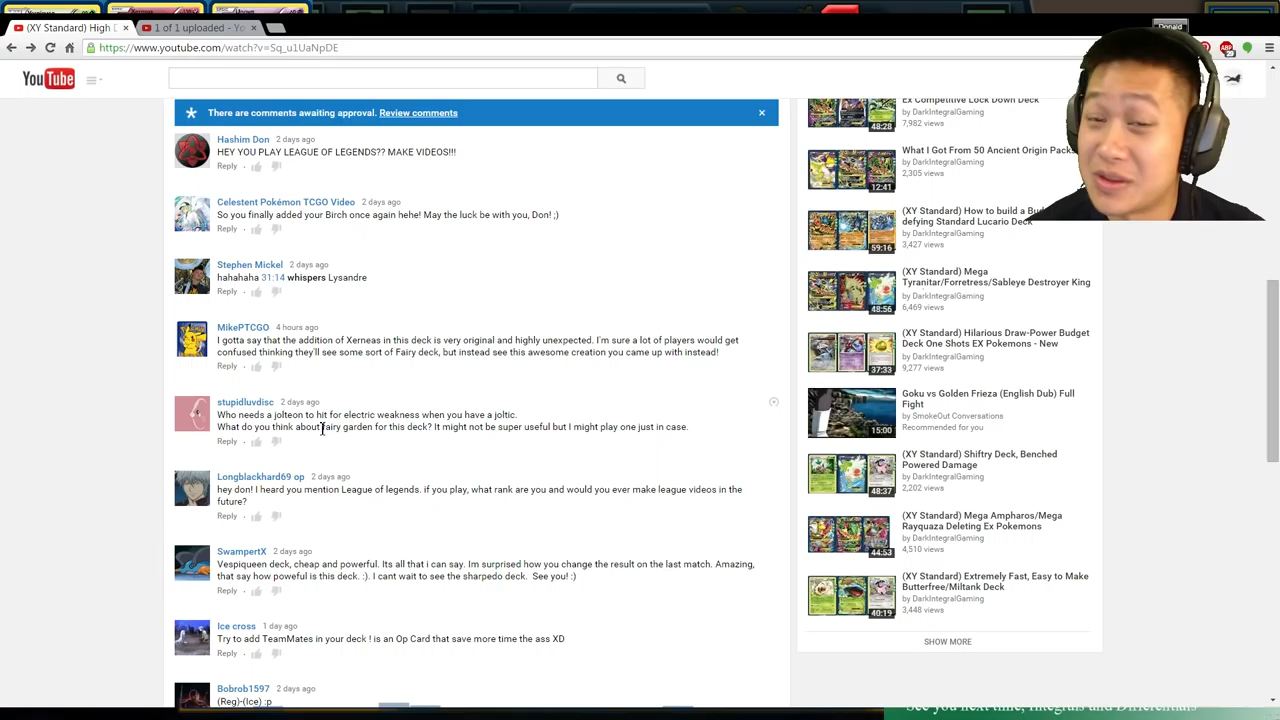 (XY Standard) High
1 of 1 uploaded - Yo
Donald
https://www.youtube.com/watch?v=Sq_u1UaNpDE
YouTube
There are comments awaiting approval. Review comments
Hashim Don 2 days ago
HEY YOU PLAY LEAGUE OF LEGENDS?? MAKE VIDEOS!!!
Reply
Celestent Pokémon TCGO Video 2 days ago
So you finally added your Birch once again hehe! May the luck be with you, Don! ;)
Reply
Stephen Mickel 2 days ago
hahahaha 31:14 whispers Lysandre
Reply
MikePTCGO 4 hours ago
I gotta say that the addition of Xerneas in this deck is very original and highly unexpected. I'm sure a lot of players would get
confused thinking they'll see some sort of Fairy deck, but instead see this awesome creation you came up with instead!
Reply
stupidluvdisc 2 days ago
Who needs a jolteon to hit for electric weakness when you have a joltic.
What do you think about fairy garden for this deck? It might not be super useful but I might play one just in case.
Reply
Longblackhard69 op 2 days ago
hey don! I heard you mention League of legends. if you play, what rank are you and would you ever make league videos in the
future?
Reply
SwampertX 2 days ago
Vespiqueen deck, cheap and powerful. Its all that i can say. Im surprised how you change the result on the last match. Amazing,
that say how poweful is this deck. :). I cant wait to see the sharpedo deck. See you! :)
Reply
Ice cross 1 day ago
Try to add TeamMates in your deck ! is an Op Card that save more time the ass XD
Reply
Bobrob1597 2 days ago
(Reg)-(Ice) :p
Ex Competitive Lock Down Deck
by DarkIntegralGaming
7,982 views
48:28
What I Got From 50 Ancient Origin Packs
by DarkIntegralGaming
2,305 views
12:41
(XY Standard) How to build a Bu
defying Standard Lucario Deck
by DarkIntegralGaming
3,427 views
59:16
(XY Standard) Mega
Tyranitar/Forretress/Sableye Destroyer King
by DarkIntegralGaming
6,469 views
48:56
(XY Standard) Hilarious Draw-Power Budget
Deck One Shots EX Pokemons - New
by DarkIntegralGaming
9,277 views
37:33
Goku vs Golden Frieza (English Dub) Full
Fight
by SmokeOut Conversations
Recommended for you
15:00
(XY Standard) Shiftry Deck, Benched
Powered Damage
by DarkIntegralGaming
2,202 views
48:37
(XY Standard) Mega Ampharos/Mega
Rayquaza Deleting Ex Pokemons
by DarkIntegralGaming
4,510 views
44:53
(XY Standard) Extremely Fast, Easy to Make
Butterfree/Miltank Deck
by DarkIntegralGaming
3,448 views
40:19
SHOW MORE
See you next time, Integrals and Differentials